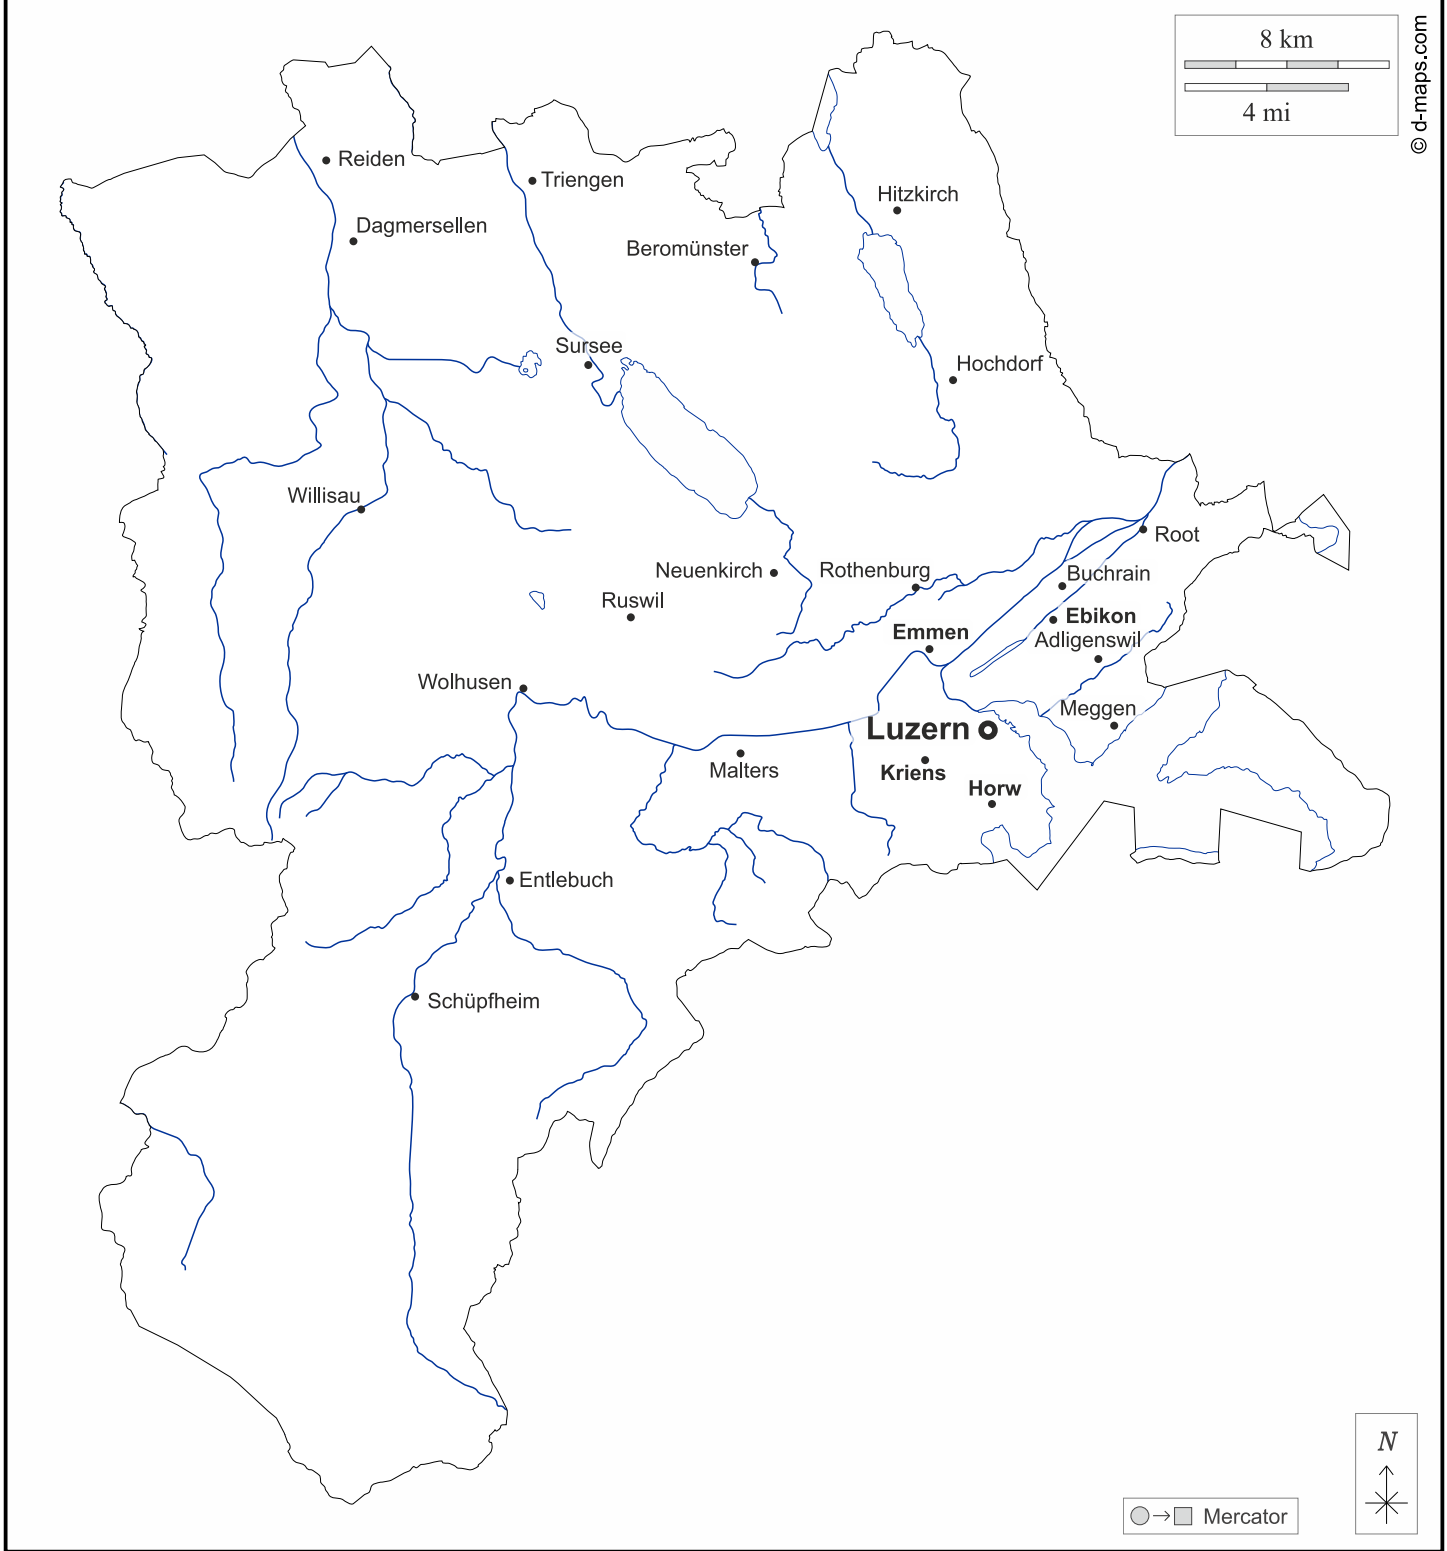 8 km
4 mi
© d-maps.com
Reiden
Triengen
Hitzkirch
Dagmersellen
Beromünster
Sursee
Hochdorf
Willisau
Root
Neuenkirch
Rothenburg
Buchrain
Ruswil
Ebikon
Emmen
Adligenswil
Wolhusen
Meggen
Luzern
Malters
Kriens
Horw
Entlebuch
Schüpfheim
N
Mercator